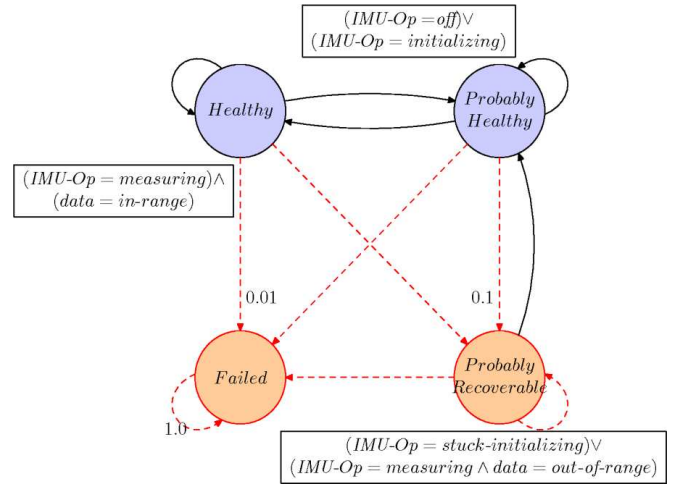 (IMU-Op =off)∨
(IMU-Op = initializing)
Healthy
Probably
Healthy
(IMU-Op = measuring)∧
(data = in-range)
0.01
0.1
Failed
Probably
Recoverable
1.0
(IMU-Op = stuck-initializing)∨
(IMU-Op = measuring ∧ data = out-of-range)